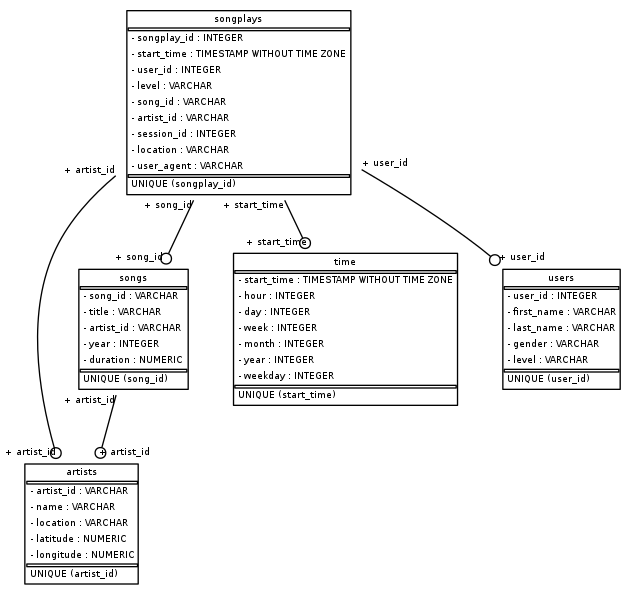 songplays
- songplay_id : INTEGER
- start_time : TIMESTAMP WITHOUT TIME ZONE
- user_id : INTEGER
- level : VARCHAR
- song_id : VARCHAR
- artist_id : VARCHAR
- session_id : INTEGER
- location : VARCHAR
- user_agent : VARCHAR
UNIQUE (songplay_id)
+ artist_id
+ user_id
+ song_id
+ start_time
+ song_id
+ start_time
+ user_id
songs
- song_id : VARCHAR
- title : VARCHAR
- artist_id : VARCHAR
- year : INTEGER
- duration : NUMERIC
UNIQUE (song_id)
time
- start_time : TIMESTAMP WITHOUT TIME ZONE
- hour : INTEGER
- day : INTEGER
- week : INTEGER
- month : INTEGER
- year : INTEGER
- weekday : INTEGER
UNIQUE (start_time)
users
- user_id : INTEGER
- first_name : VARCHAR
- last_name : VARCHAR
- gender : VARCHAR
- level : VARCHAR
UNIQUE (user_id)
+ artist_id
+ artist_id
+ artist_id
artists
- artist_id : VARCHAR
- name : VARCHAR
- location : VARCHAR
- latitude : NUMERIC
- longitude : NUMERIC
UNIQUE (artist_id)